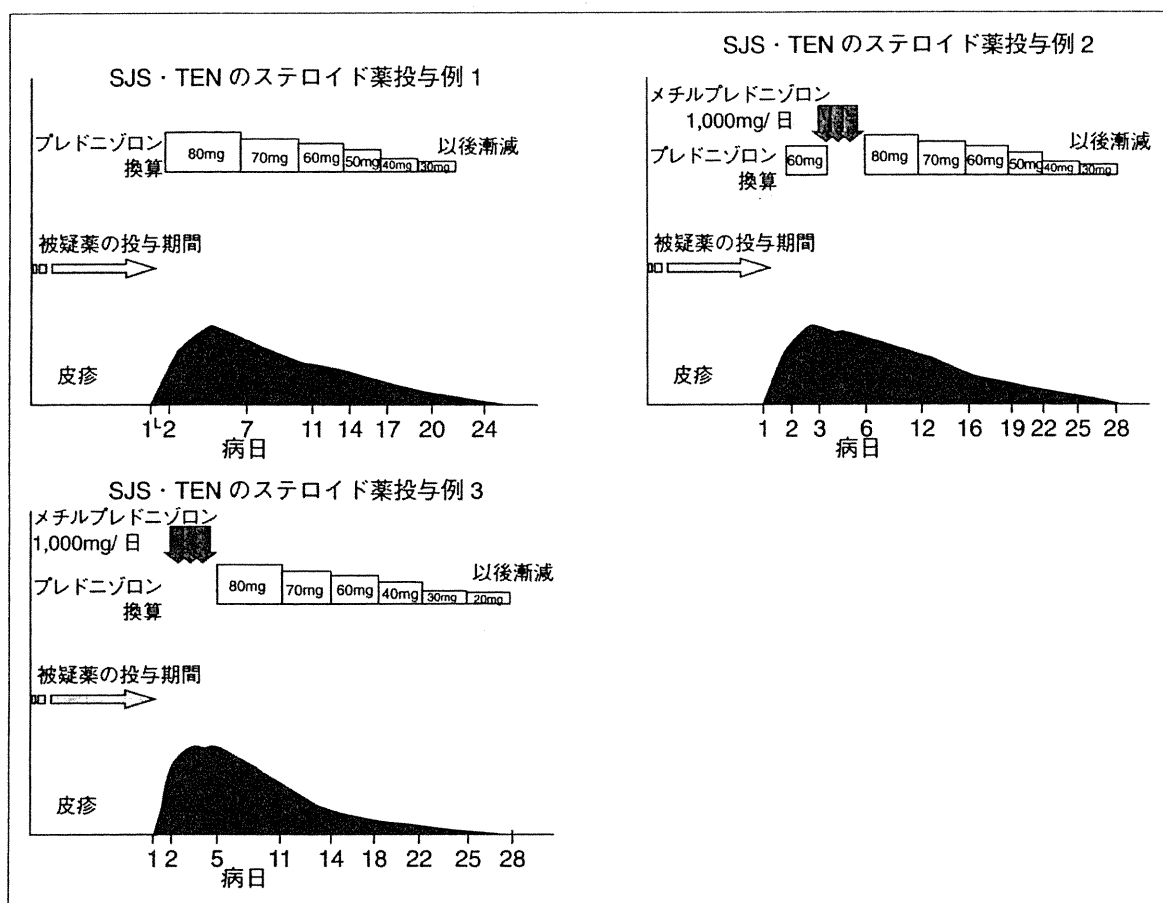 SJS・TEN のステロイド薬投与例 1
プレドニゾロン
換算
80mg
70mg
60mg
50mg
40mg
30mg
以後漸減
被疑薬の投与期間
皮疹
1 2 7 11 14 17 20 24
病日
SJS・TEN のステロイド薬投与例 2
メチルプレドニゾロン
1,000mg/ 日
プレドニゾロン
換算
60mg
80mg
70mg
60mg
50mg
40mg
30mg
以後漸減
被疑薬の投与期間
皮疹
1 2 3 6 12 16 19 22 25 28
病日
SJS・TEN のステロイド薬投与例 3
メチルプレドニゾロン
1,000mg/ 日
プレドニゾロン
換算
80mg
70mg
60mg
40mg
30mg
20mg
以後漸減
被疑薬の投与期間
皮疹
1 2 5 11 14 18 22 25 28
病日